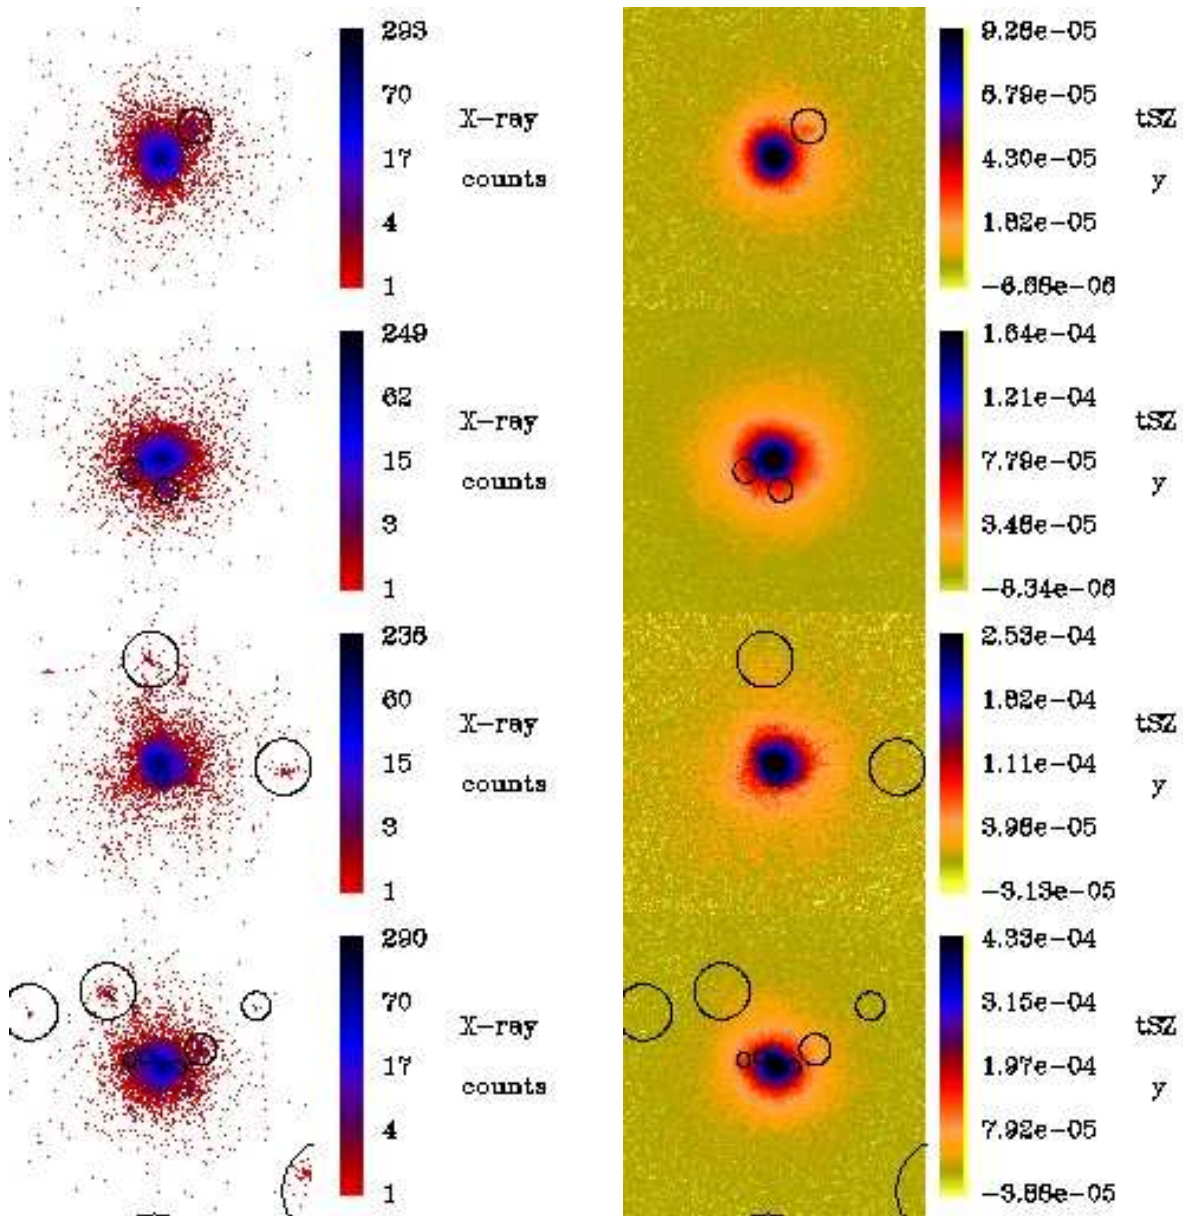 293
70
X-ray
17
counts
4
1
9.26e-05
6.79e-05
tSZ
4.30e-05
y
1.82e-05
-6.68e-06
249
62
X-ray
15
counts
3
1
1.64e-04
1.21e-04
tSZ
7.79e-05
y
3.46e-05
-8.34e-06
236
60
X-ray
15
counts
3
1
2.53e-04
1.82e-04
tSZ
1.11e-04
y
3.98e-05
-3.13e-05
290
70
X-ray
17
counts
4
1
4.33e-04
3.15e-04
tSZ
1.97e-04
y
7.92e-05
-3.88e-05